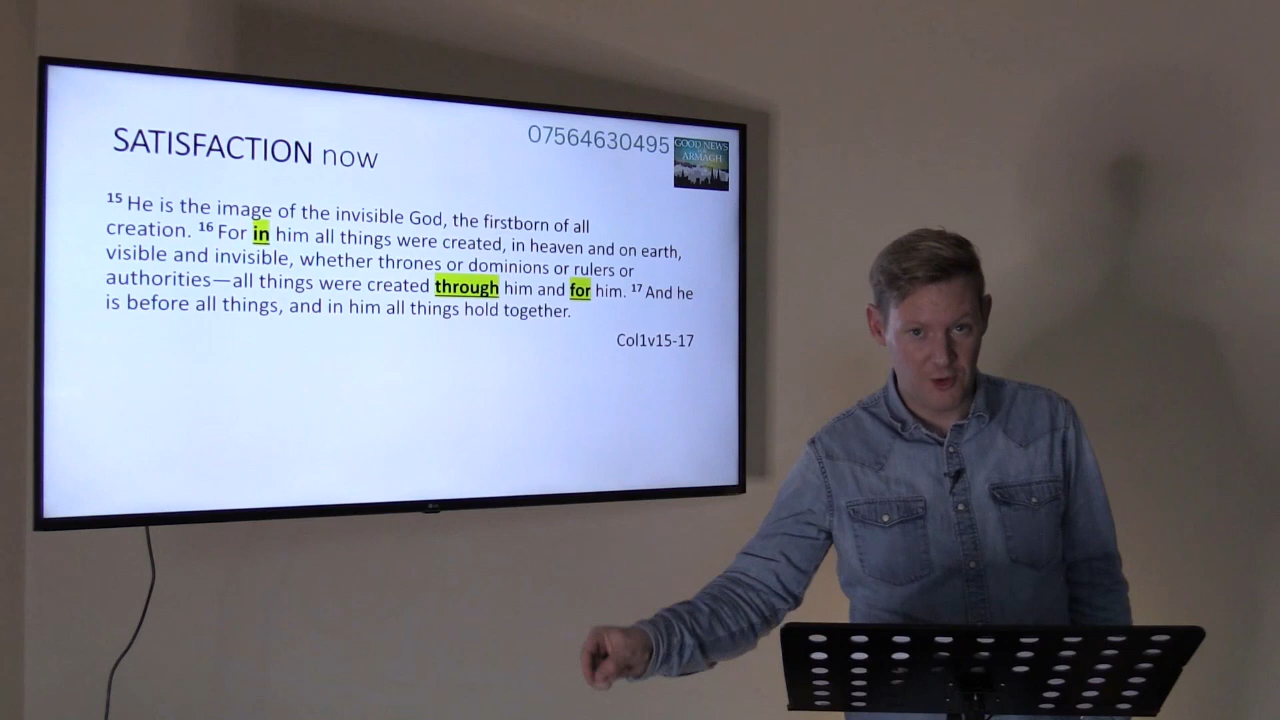 SATISFACTION now
07564630495
GOOD NEWS
ARMAGH
15 He is the image of the invisible God, the firstborn of all
creation. 16 For in him all things were created, in heaven and on earth,
visible and invisible, whether thrones or dominions or rulers or
authorities—all things were created through him and for him. 17 And he
is before all things, and in him all things hold together.
Col1v15-17
LG